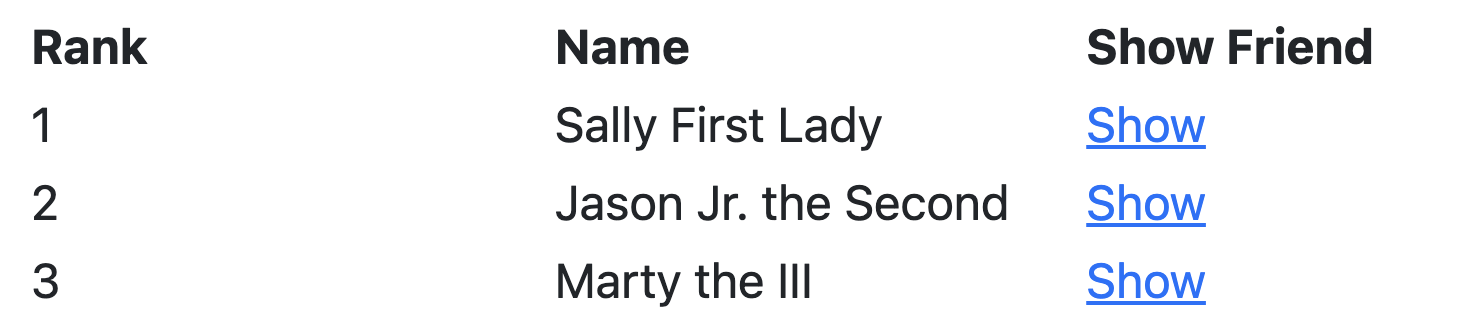 Rank Name Show Friend
1 Sally First Lady Show
2 Jason Jr. the Second Show
3 Marty the III Show